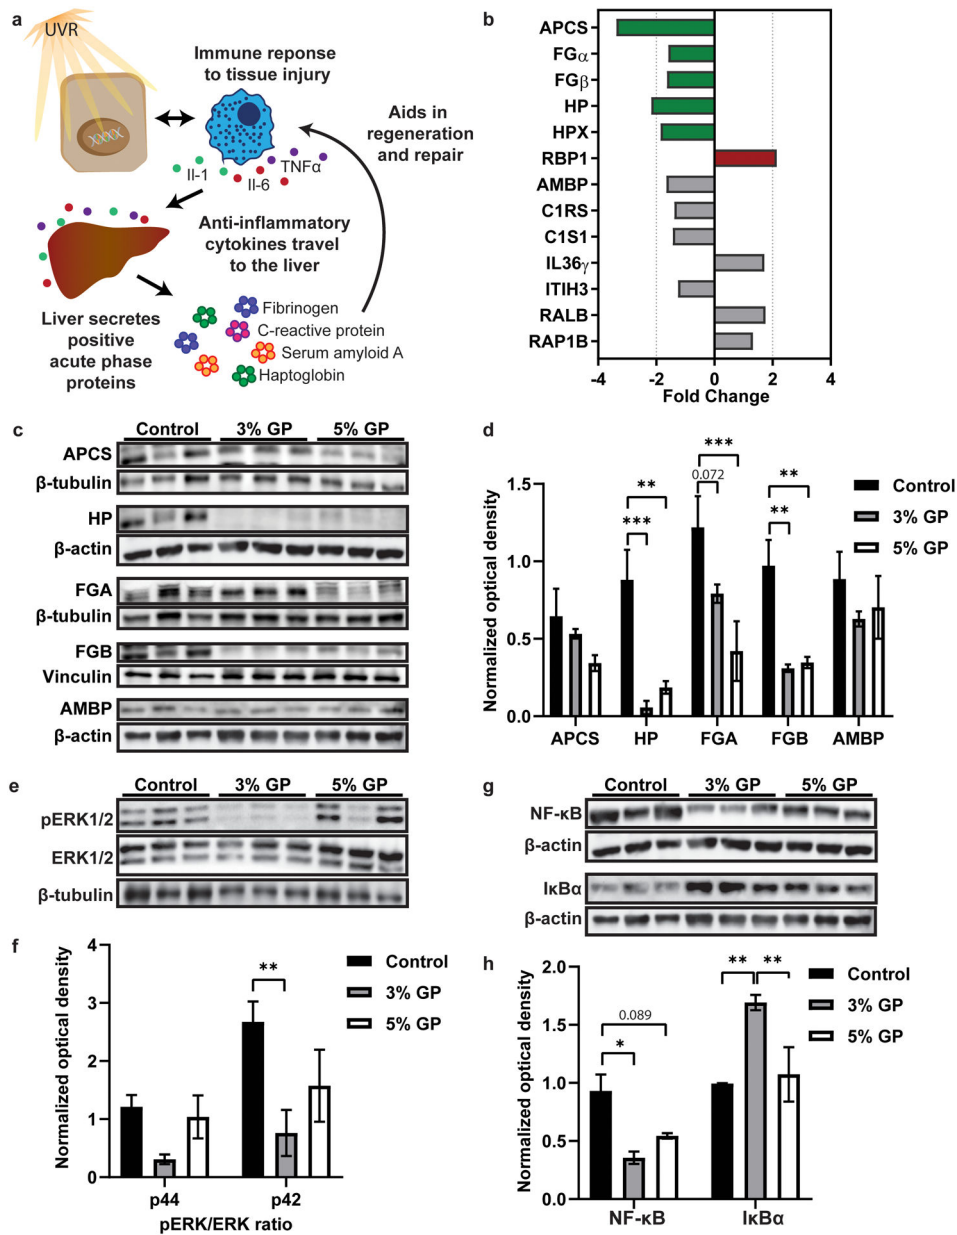 a
UVR
Immune reponse
to tissue injury
Aids in
regeneration
and repair
Il-1
Il-6
TNFα
Anti-inflammatory
cytokines travel
to the liver
Liver secretes
positive
acute phase
proteins
Fibrinogen
C-reactive protein
Serum amyloid A
Haptoglobin
b
APCS
FGα
FGβ
HP
HPX
RBP1
AMBP
C1RS
C1S1
IL36γ
ITIH3
RALB
RAP1B
-4 -2 0 2 4
Fold Change
c
Control 3% GP 5% GP
APCS
β-tubulin
HP
β-actin
FGA
β-tubulin
FGB
Vinculin
AMBP
β-actin
d
Normalized optical density
1.5
1.0
0.5
0.0
*** ** 0.072 *** ** **
APCS HP FGA FGB AMBP
Control
3% GP
5% GP
e
Control 3% GP 5% GP
pERK1/2
ERK1/2
β-tubulin
f
Normalized optical density
4
3
2
1
0
**
p44 p42
pERK/ERK ratio
Control
3% GP
5% GP
g
Control 3% GP 5% GP
NF-κB
β-actin
IκBα
β-actin
h
Normalized optical density
2.0
1.5
1.0
0.5
0.0
0.089
*
** **
NF-κB IκBα
Control
3% GP
5% GP